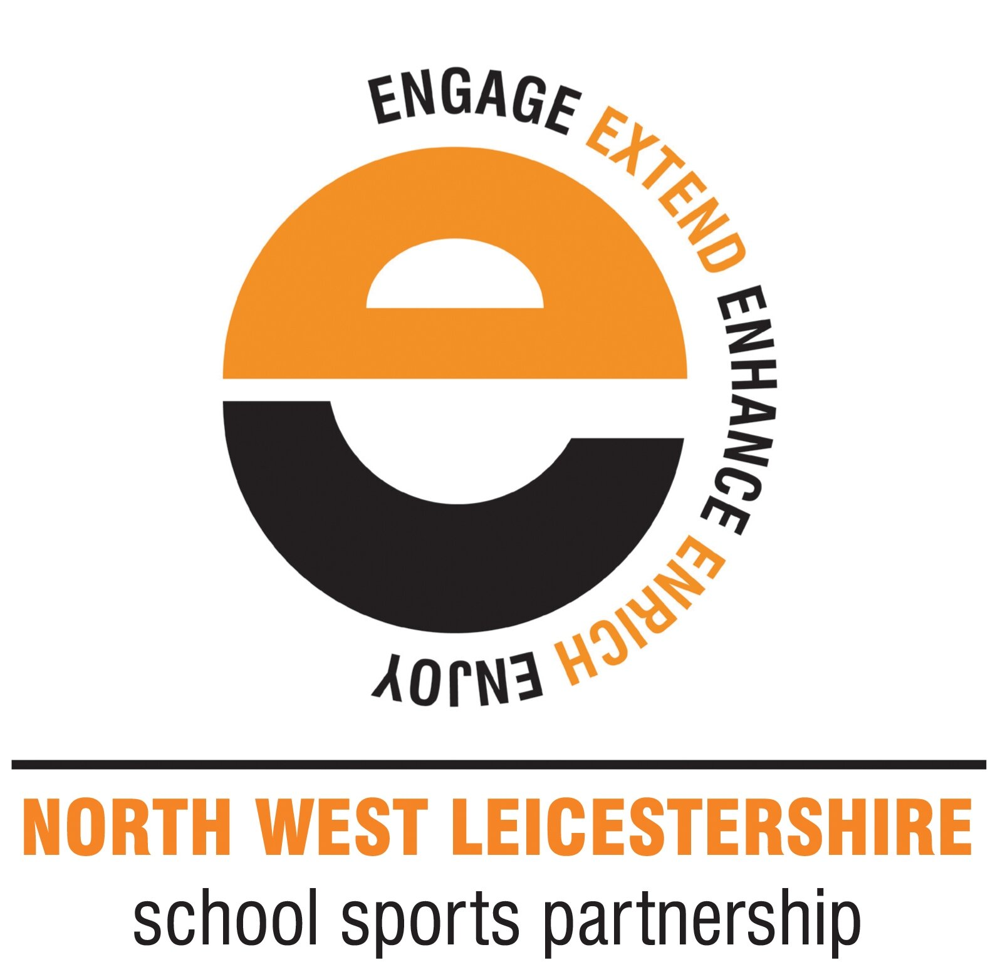 ENGAGE EXTEND ENHANCE ENRICH ENJOY
e
NORTH WEST LEICESTERSHIRE
school sports partnership